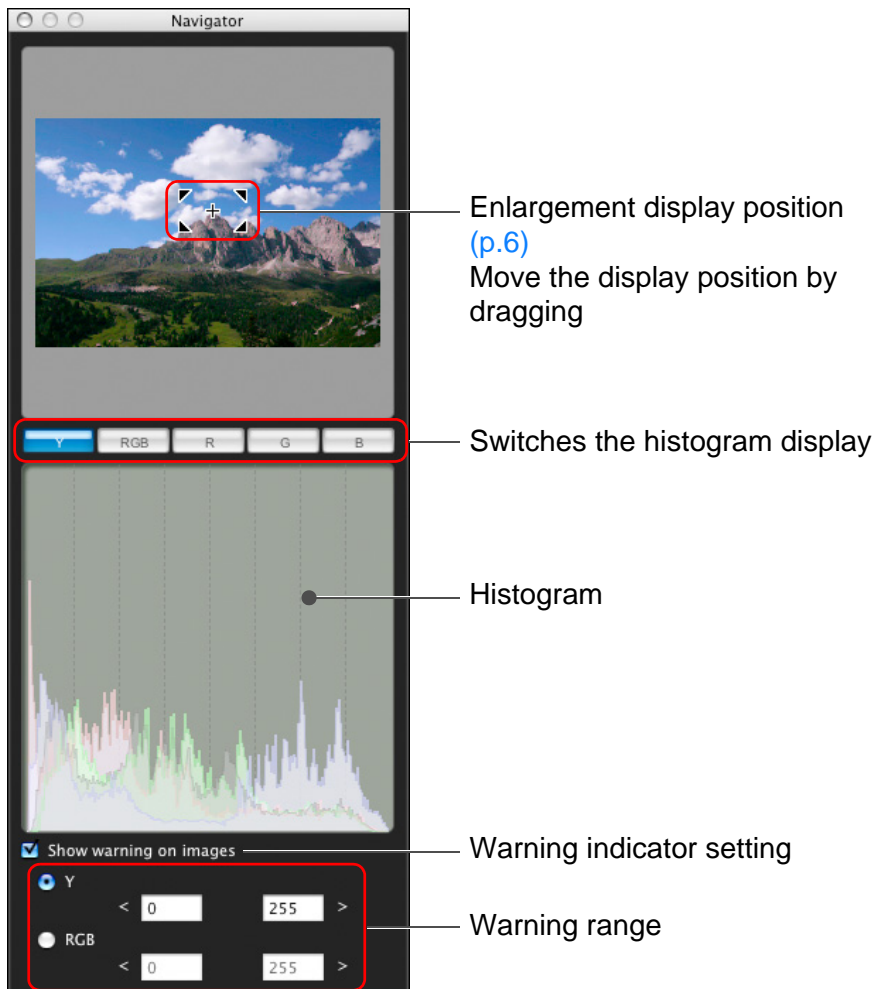 Navigator
Enlargement display position
(p.6)
Move the display position by
dragging
Y RGB R G B
Switches the histogram display
Histogram
Show warning on images
Warning indicator setting
Y
< 0 255 >
Warning range
RGB
< 0 255 >